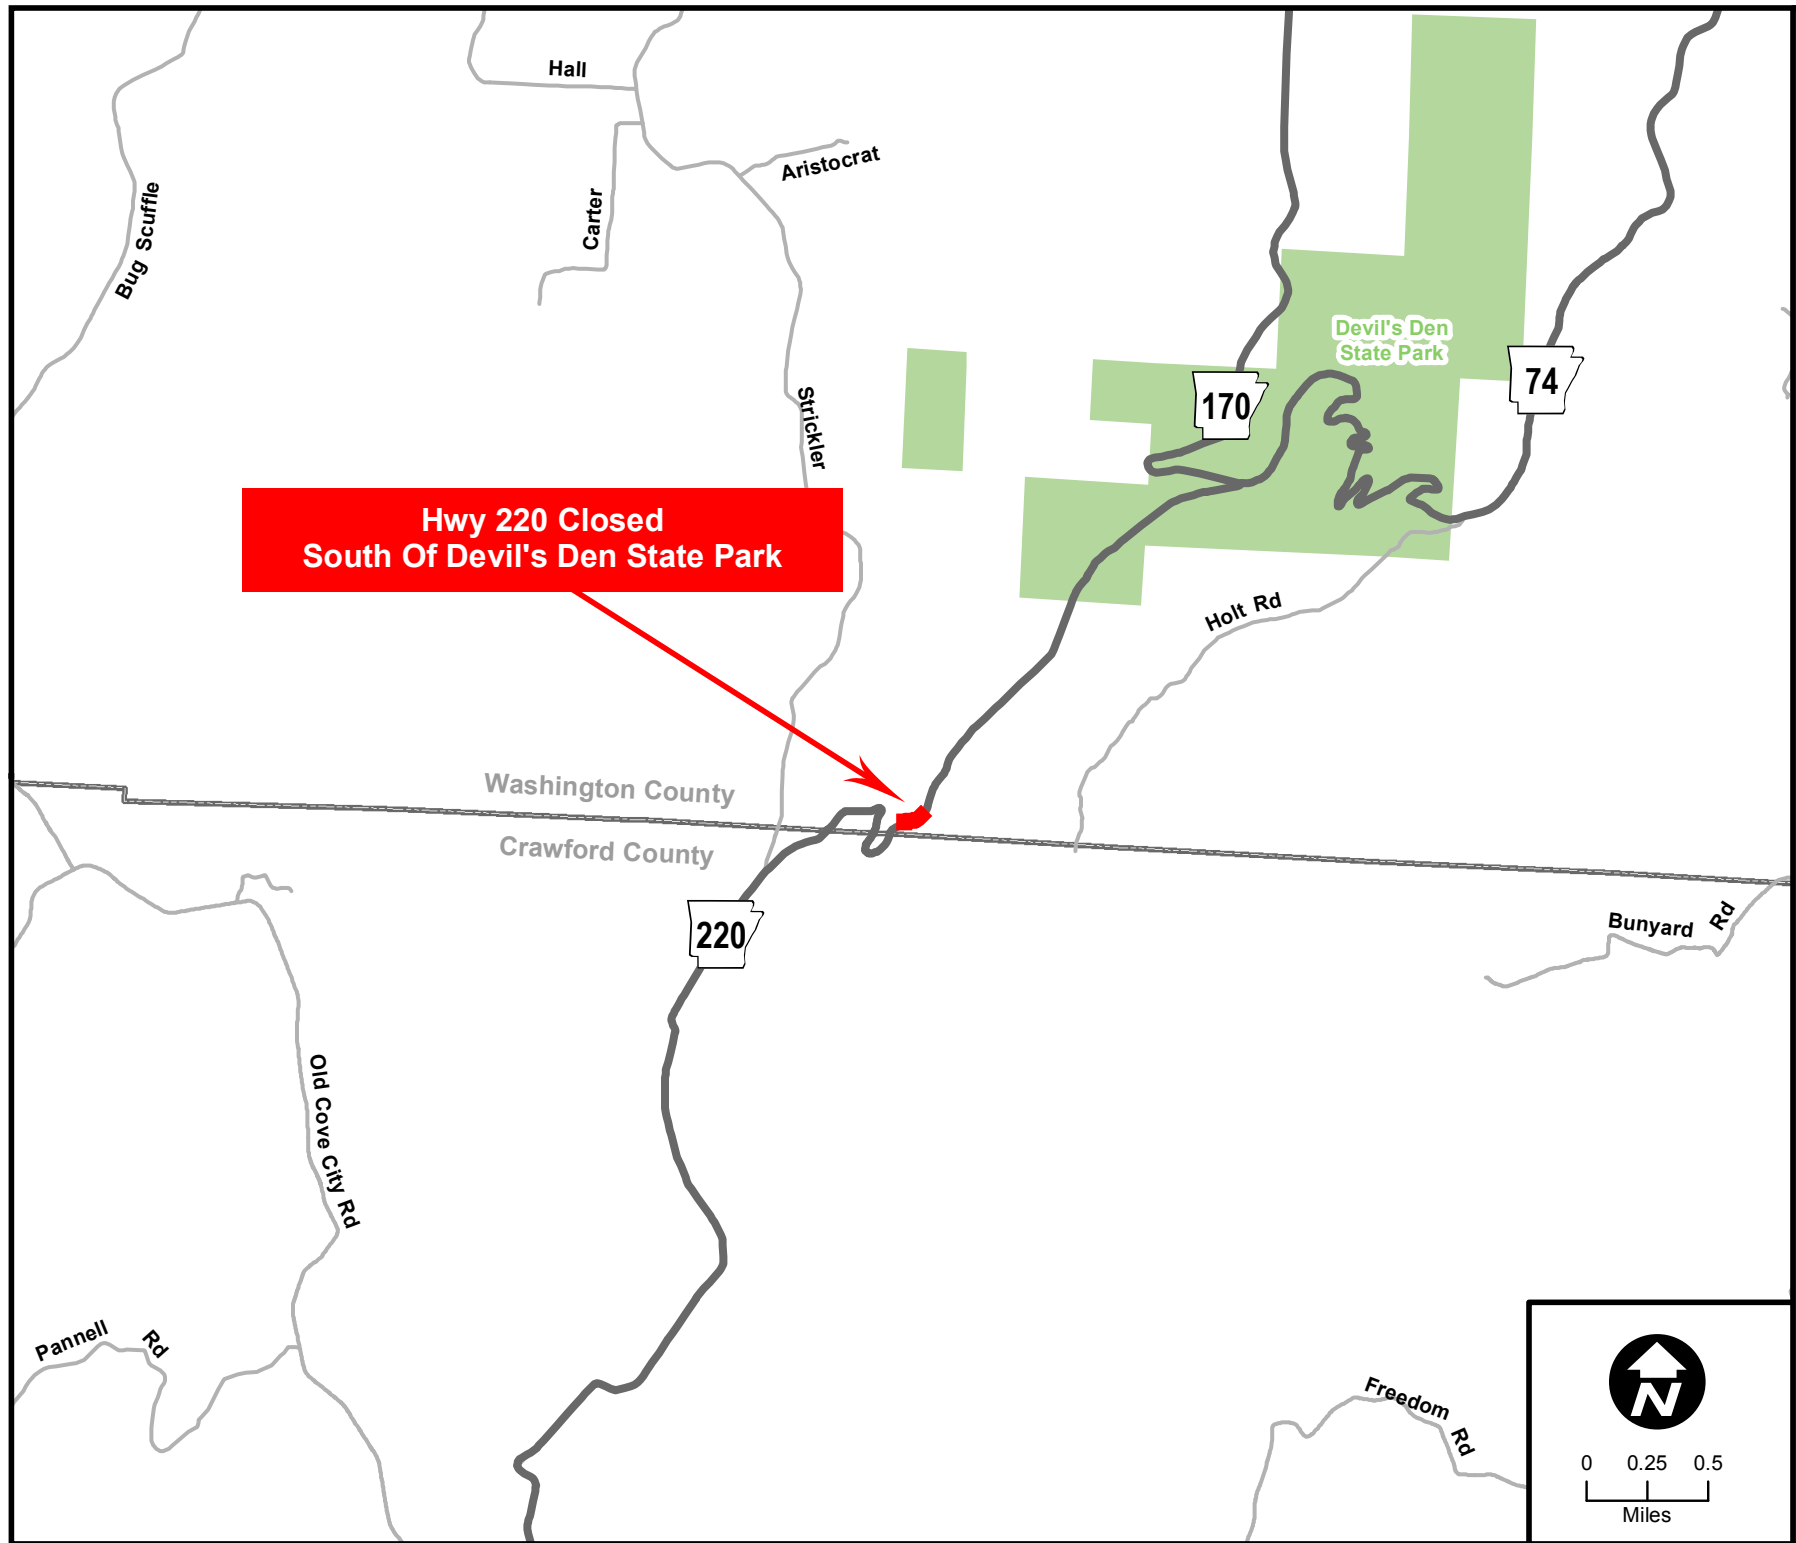 Hall
Aristocrat
Carter
Bug Scuffle
Strickler
Devil's Den
State Park
74
170
Hwy 220 Closed
South Of Devil's Den State Park
Holt Rd
Washington County
Crawford County
220
Bunyard Rd
Old Cove City Rd
Pannell Rd
Freedom Rd
N
0 0.25 0.5
Miles